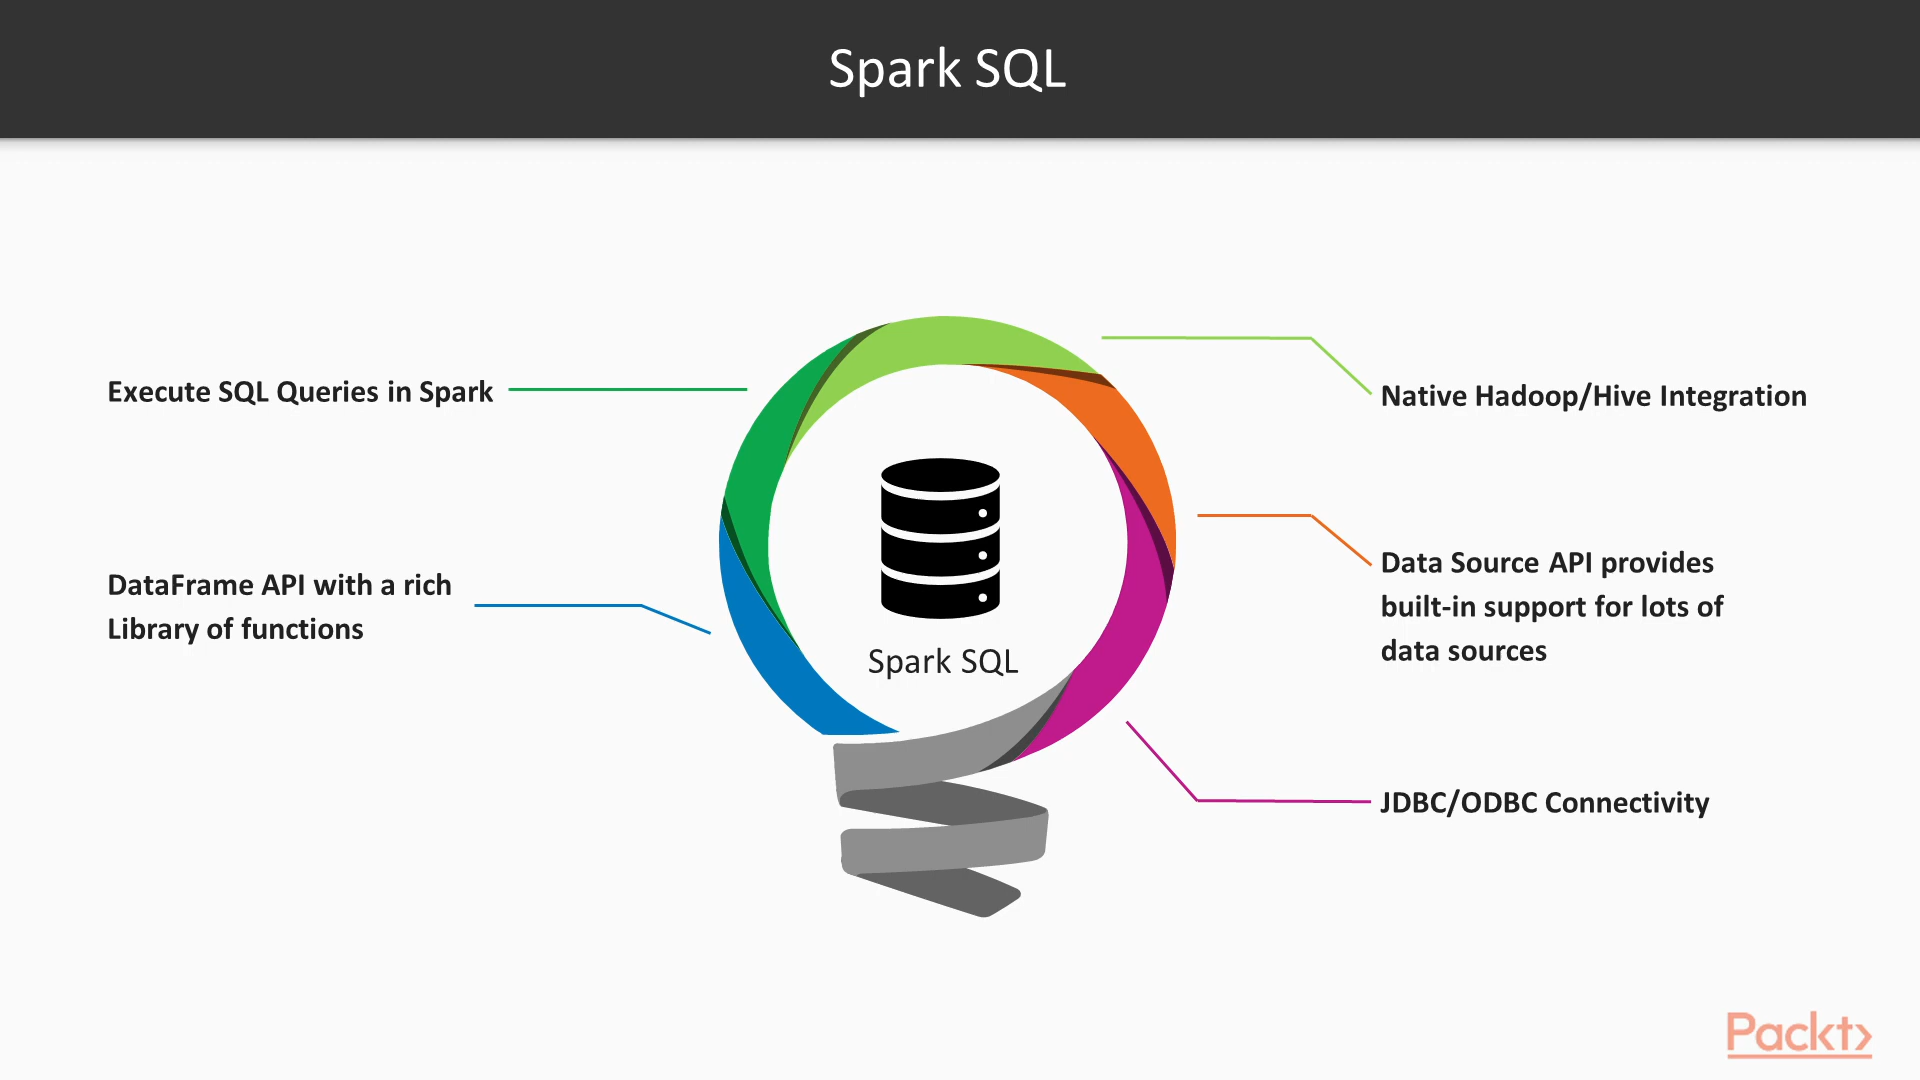 Spark SQL
Execute SQL Queries in Spark
DataFrame API with a rich
Library of functions
Spark SQL
Native Hadoop/Hive Integration
Data Source API provides
built-in support for lots of
data sources
JDBC/ODBC Connectivity
Packt>